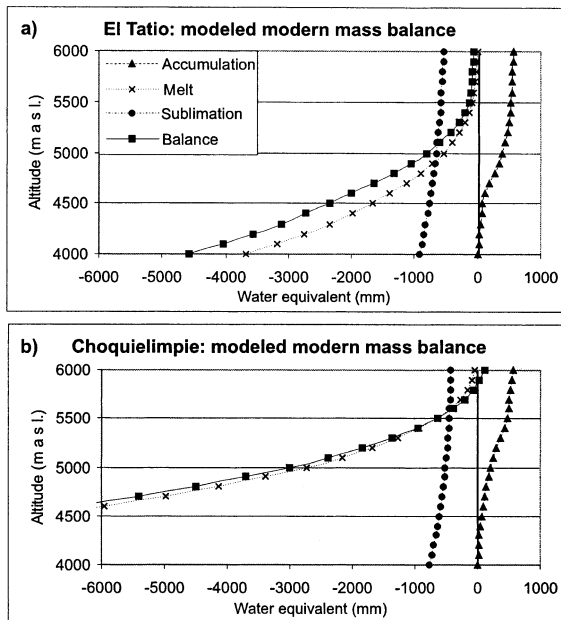 a) El Tatio: modeled modern mass balance
6000
5500
5000
4500
4000
Altitude (m a s l.)
Accumulation
Melt
Sublimation
Balance
-6000 -5000 -4000 -3000 -2000 -1000 0 1000
Water equivalent (mm)
b) Choquielimpie: modeled modern mass balance
6000
5500
5000
4500
4000
Altitude (m a s l.)
-6000 -5000 -4000 -3000 -2000 -1000 0 1000
Water equivalent (mm)